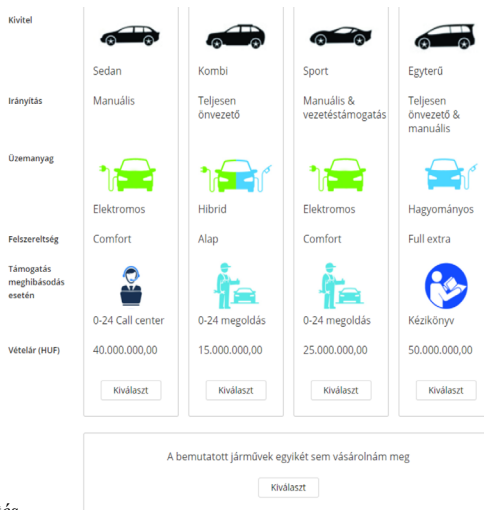 Kivitel
Sedan Kombi Sport Egyterű
Irányítás Manuális Teljesen önvezető Manuális & vezetéstámogatás Teljesen önvezető & manuális
Üzemanyag
Elektromos Hibrid Elektromos Hagyományos
Felszereltség Comfort Alap Comfort Full extra
Támogatás meghibásodás esetén
0-24 Call center 0-24 megoldás 0-24 megoldás Kézikönyv
Vételár (HUF) 40.000.000,00 15.000.000,00 25.000.000,00 50.000.000,00
Kiválaszt Kiválaszt Kiválaszt Kiválaszt
A bemutatott járművek egyikét sem vásárolnám meg
Kiválaszt